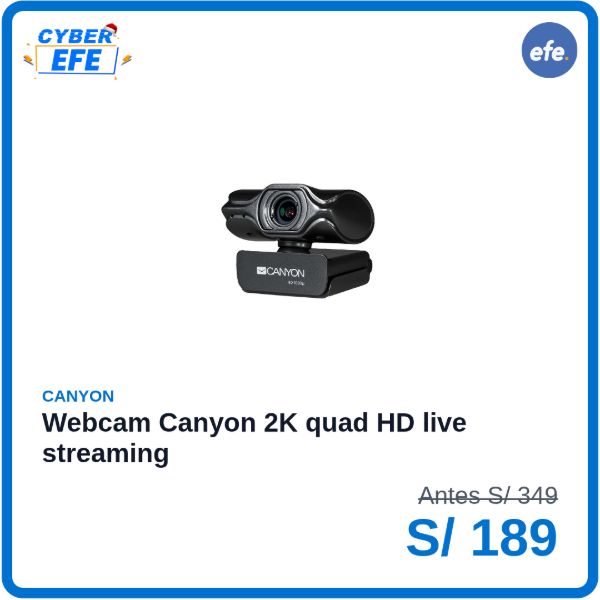 CYBER
EFE
efe.
CANYON
CANYON
Webcam Canyon 2K quad HD live
streaming
Antes S/ 349
S/ 189